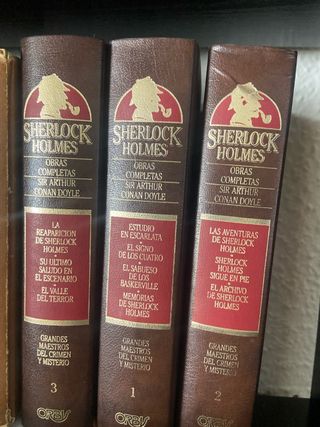 SHERLOCK
HOLMES
OBRAS
COMPLETAS
SIR ARTHUR
CONAN DOYLE
LA
REAPARICION
DE SHERLOCK
HOLMES
SU ULTIMO
SALUDO EN
EL ESCENARIO
EL VALLE
DEL TERROR
GRANDES
MAESTROS
DEL CRIMEN
Y MISTERIO
3
ORBIS
SHERLOCK
HOLMES
OBRAS
COMPLETAS
SIR ARTHUR
CONAN DOYLE
ESTUDIO
EN ESCARLATA
EL SIGNO
DE LOS CUATRO
EL SABUESO
DE LOS
BASKERVILLE
MEMORIAS
DE SHERLOCK
HOLMES
GRANDES
MAESTROS
DEL CRIMEN
Y MISTERIO
1
ORBIS
SHERLOCK
HOLMES
OBRAS
COMPLETAS
SIR ARTHUR
CONAN DOYLE
LAS AVENTURAS
DE SHERLOCK
HOLMES
SHERLOCK
HOLMES
SIGUE EN PIE
EL ARCHIVO
DE SHERLOCK
HOLMES
GRANDES
MAESTROS
DEL CRIMEN
Y MISTERIO
2
ORBIS